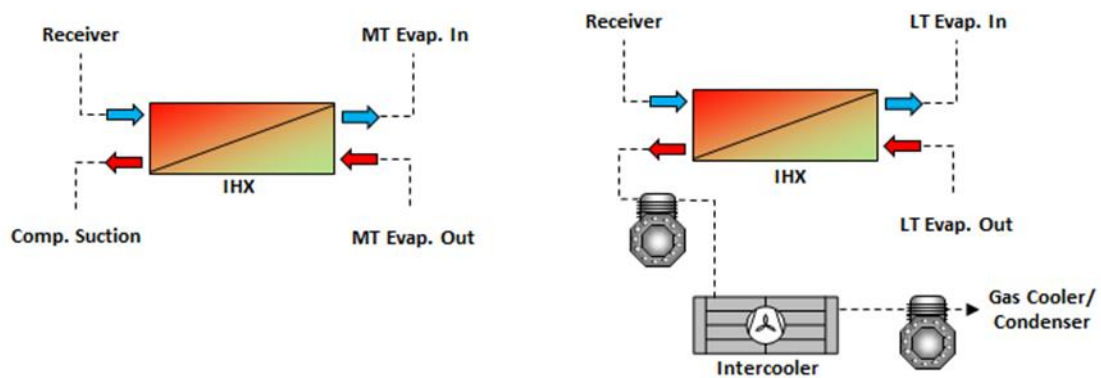 Receiver
MT Evap. In
IHX
Comp. Suction
MT Evap. Out
Receiver
LT Evap. In
IHX
LT Evap. Out
Gas Cooler/
Condenser
Intercooler